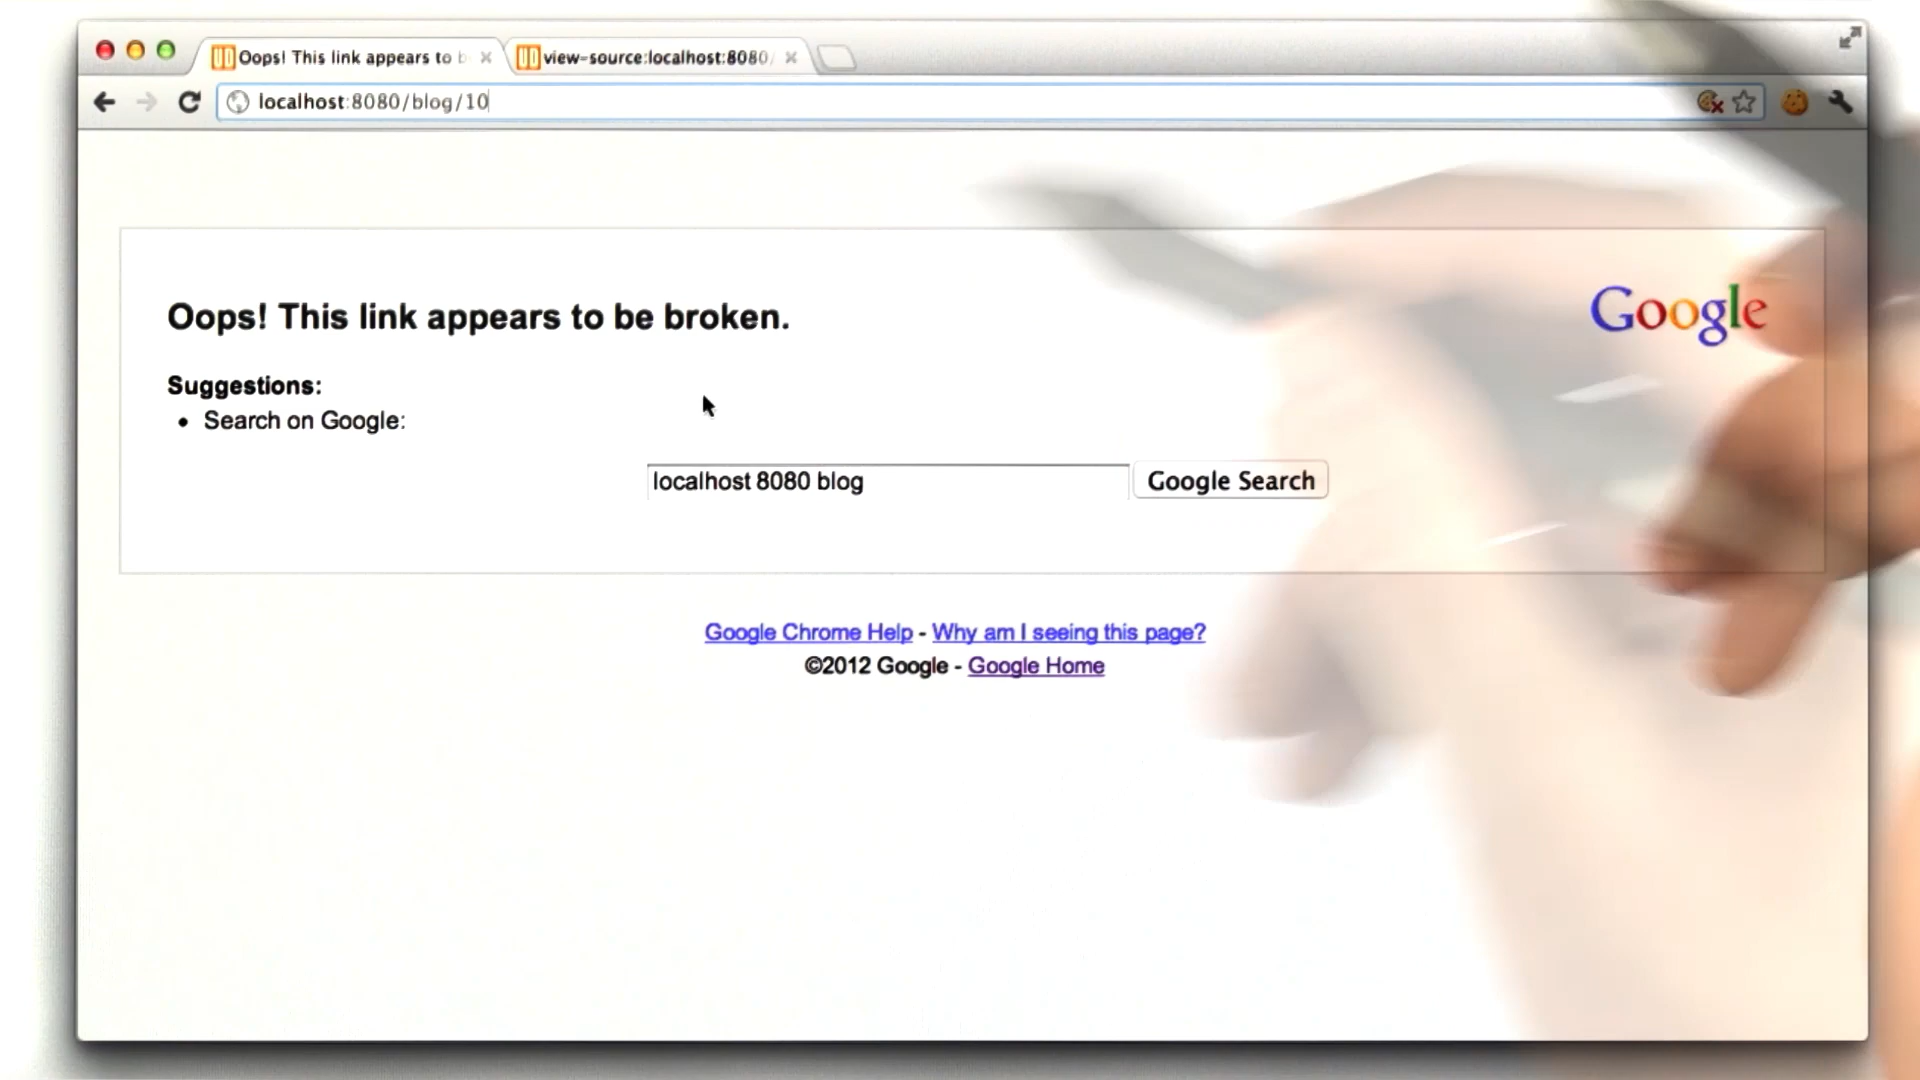 Oops! This link appears to b
view-source:localhost:8080/
localhost:8080/blog/10
Google
Oops! This link appears to be broken.
Suggestions:
• Search on Google:
localhost 8080 blog
Google Search
Google Chrome Help - Why am I seeing this page?
©2012 Google - Google Home